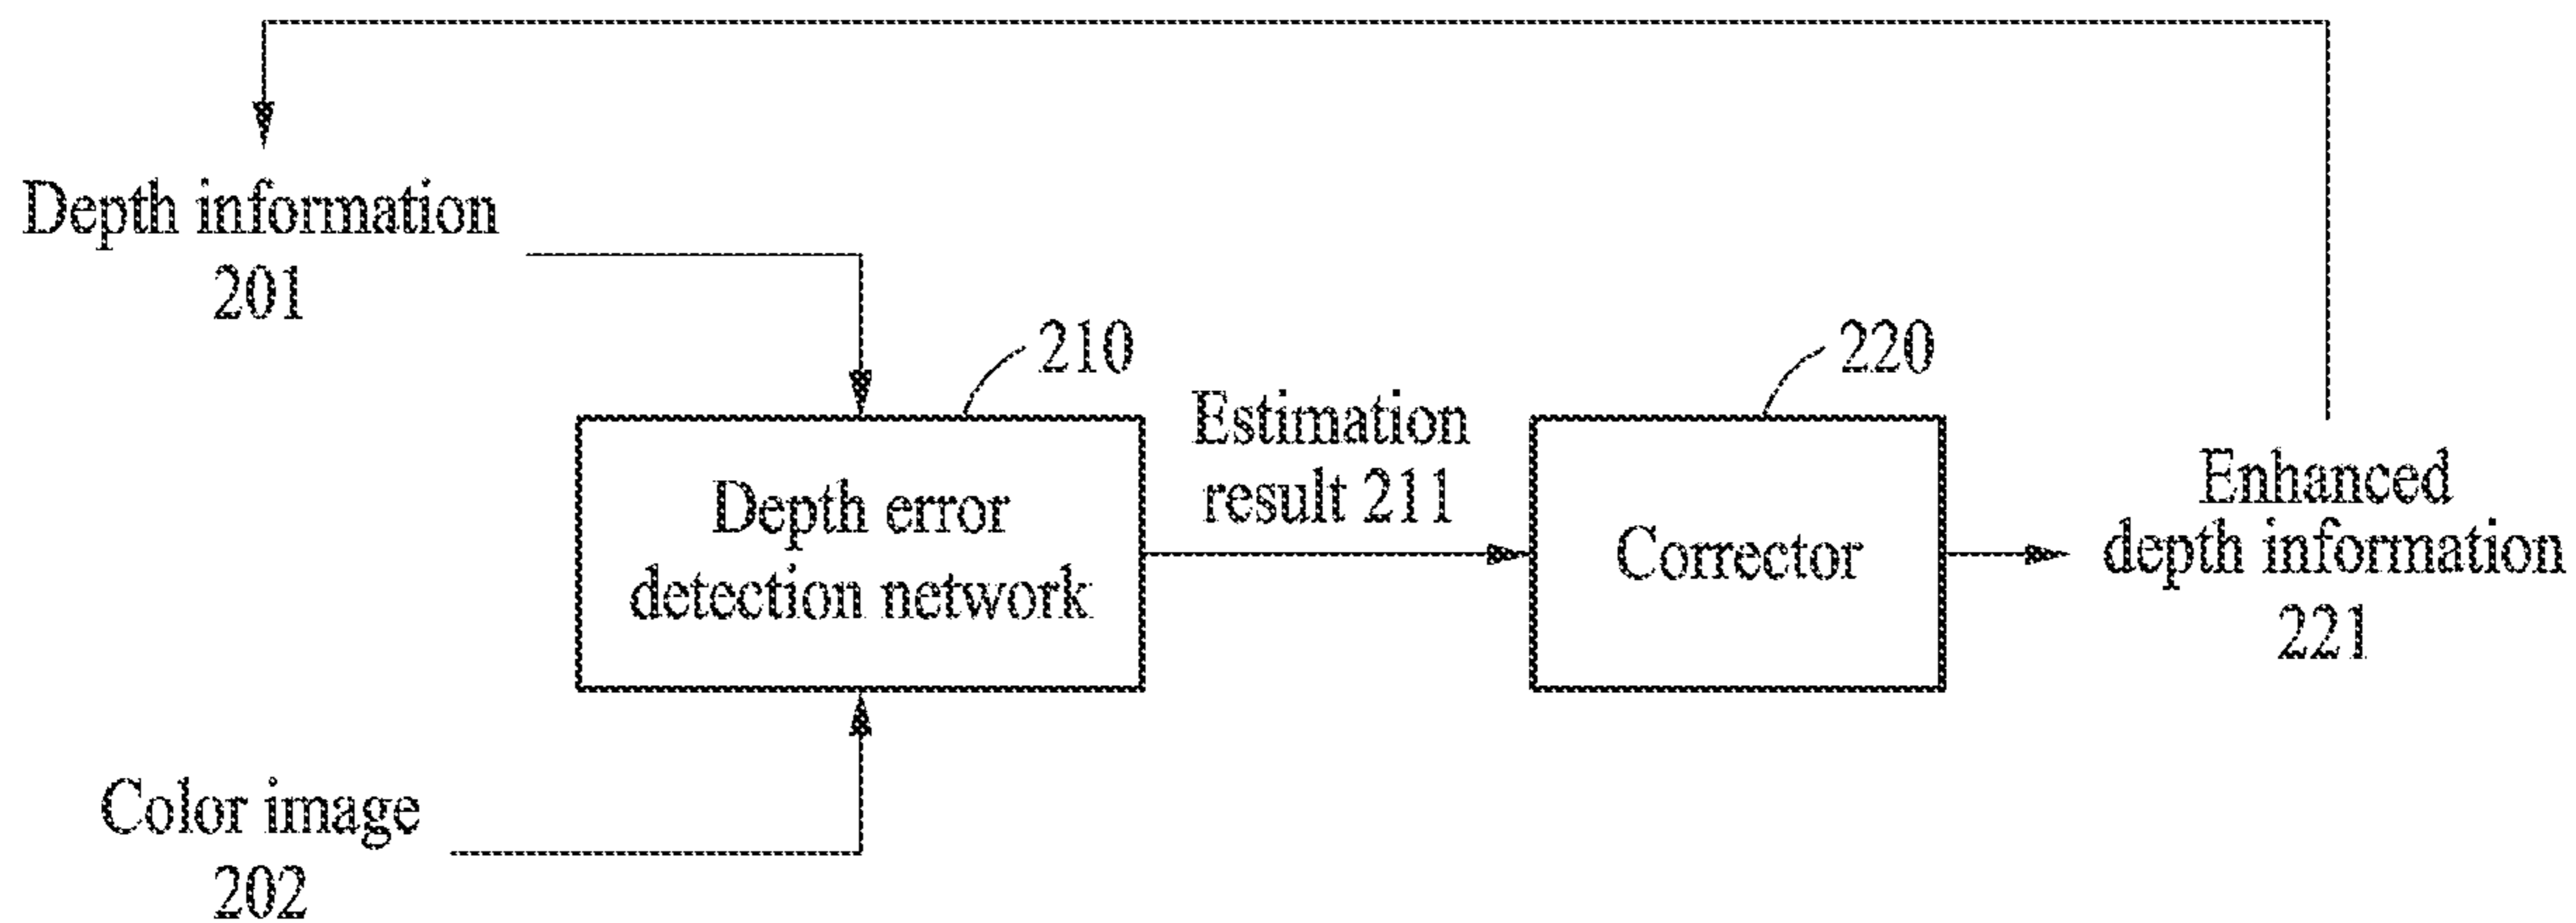 Depth information
201
210
220
Estimation
result 211
Depth error
detection network
Corrector
Enhanced
depth information
221
Color image
202